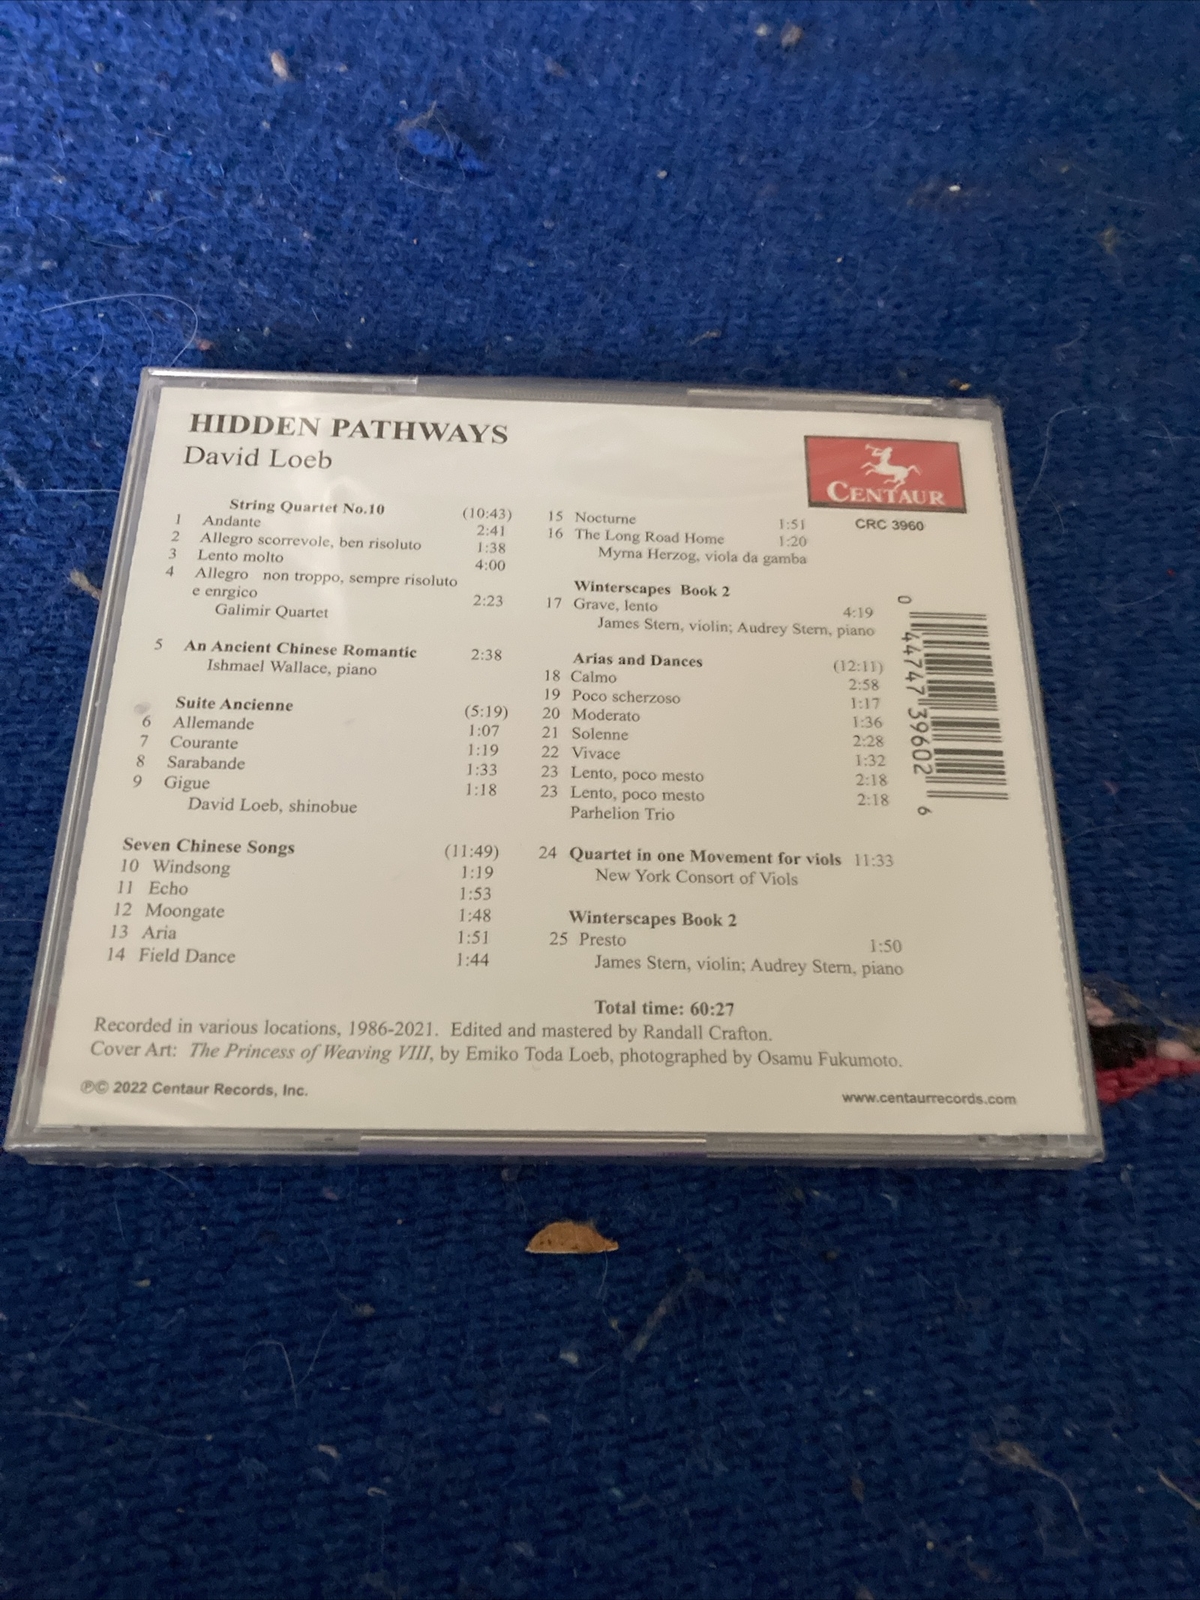 HIDDEN PATHWAYS
David Loeb
String Quartet No.10 (10:43)
1 Andante 2:41
2 Allegro scorrevole, ben risoluto 1:38
3 Lento molto 4:00
4 Allegro non troppo, sempre risoluto
e enrgico 2:23
Galimir Quartet
5 An Ancient Chinese Romantic 2:38
Ishmael Wallace, piano
Suite Ancienne (5:19)
6 Allemande 1:07
7 Courante 1:19
8 Sarabande 1:33
9 Gigue 1:18
David Loeb, shinobue
Seven Chinese Songs (11:49)
10 Windsong 1:19
11 Echo 1:53
12 Moongate 1:48
13 Aria 1:51
14 Field Dance 1:44
15 Nocturne 1:51
16 The Long Road Home 1:20
Myrna Herzog, viola da gamba
Winterscapes Book 2
17 Grave, lento 4:19
James Stern, violin; Audrey Stern, piano
Arias and Dances (12:11)
18 Calmo 2:58
19 Poco scherzoso 1:17
20 Moderato 1:36
21 Solenne 2:28
22 Vivace 1:32
23 Lento, poco mesto 2:18
23 Lento, poco mesto 2:18
Parhelion Trio
24 Quartet in one Movement for viols 11:33
New York Consort of Viols
Winterscapes Book 2
25 Presto 1:50
James Stern, violin; Audrey Stern, piano
Total time: 60:27
CENTAUR
CRC 3960
0 44747 39602 6
Recorded in various locations, 1986-2021. Edited and mastered by Randall Crafton.
Cover Art: The Princess of Weaving VIII, by Emiko Toda Loeb, photographed by Osamu Fukumoto.
℗© 2022 Centaur Records, Inc.
www.centaurrecords.com